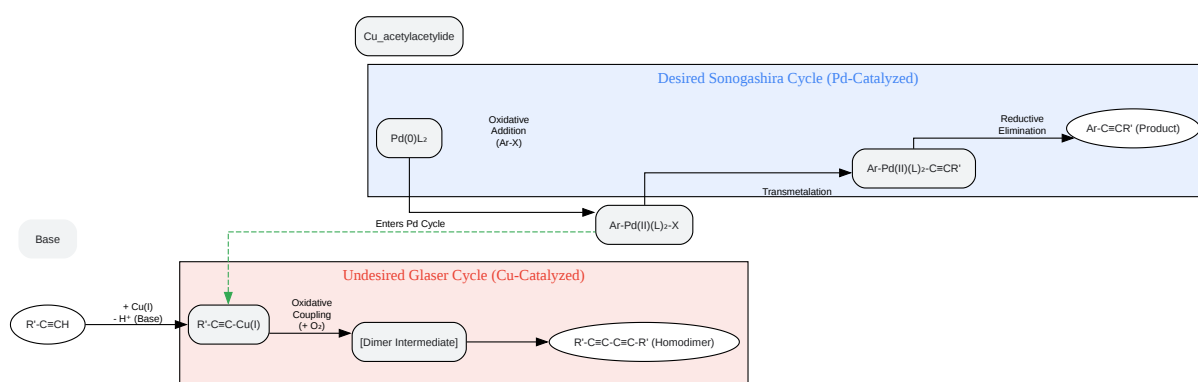 Cu_acetylacetylide
Desired Sonogashira Cycle (Pd-Catalyzed)
Pd(0)L₂
Oxidative
Addition
(Ar-X)
Reductive
Elimination
Ar-C≡CR' (Product)
Ar-Pd(II)(L)₂-C≡CR'
Transmetalation
Ar-Pd(II)(L)₂-X
Enters Pd Cycle
Base
Undesired Glaser Cycle (Cu-Catalyzed)
R'-C≡CH
+ Cu(I)
- H⁺ (Base)
R'-C≡C-Cu(I)
Oxidative
Coupling
(+ O₂)
[Dimer Intermediate]
R'-C≡C-C≡C-R' (Homodimer)